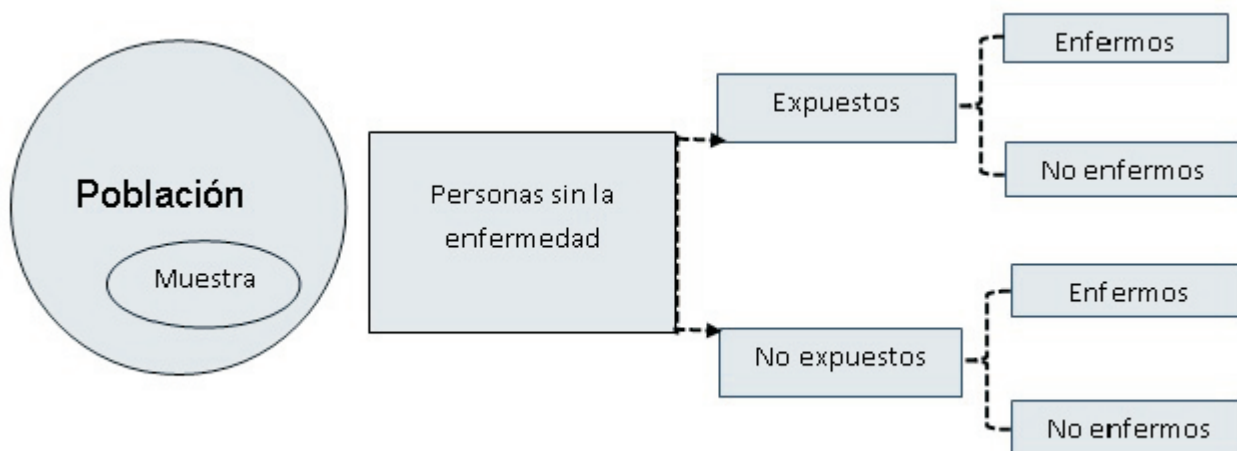 Población
Muestra
Personas sin la
enfermedad
Expuestos
Enfermos
No enfermos
No expuestos
Enfermos
No enfermos